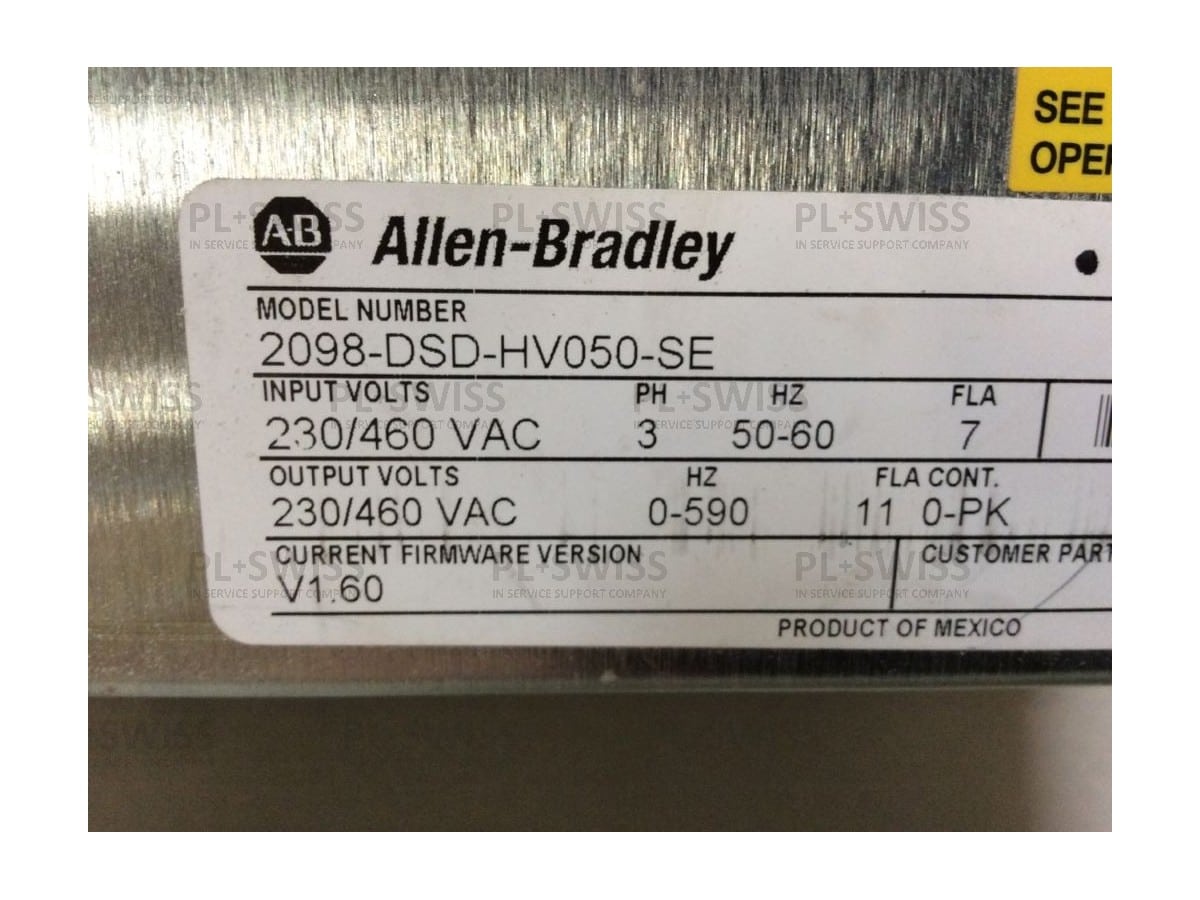 SEE
OPE
A-B Allen-Bradley
MODEL NUMBER
2098-DSD-HV050-SE
INPUT VOLTS PH HZ FLA
230/460 VAC 3 50-60 7
OUTPUT VOLTS HZ FLA CONT.
230/460 VAC 0-590 11 0-PK
CURRENT FIRMWARE VERSION CUSTOMER PART
V1.60
PRODUCT OF MEXICO
PL+SWISS
IN SERVICE SUPPORT COMPANY